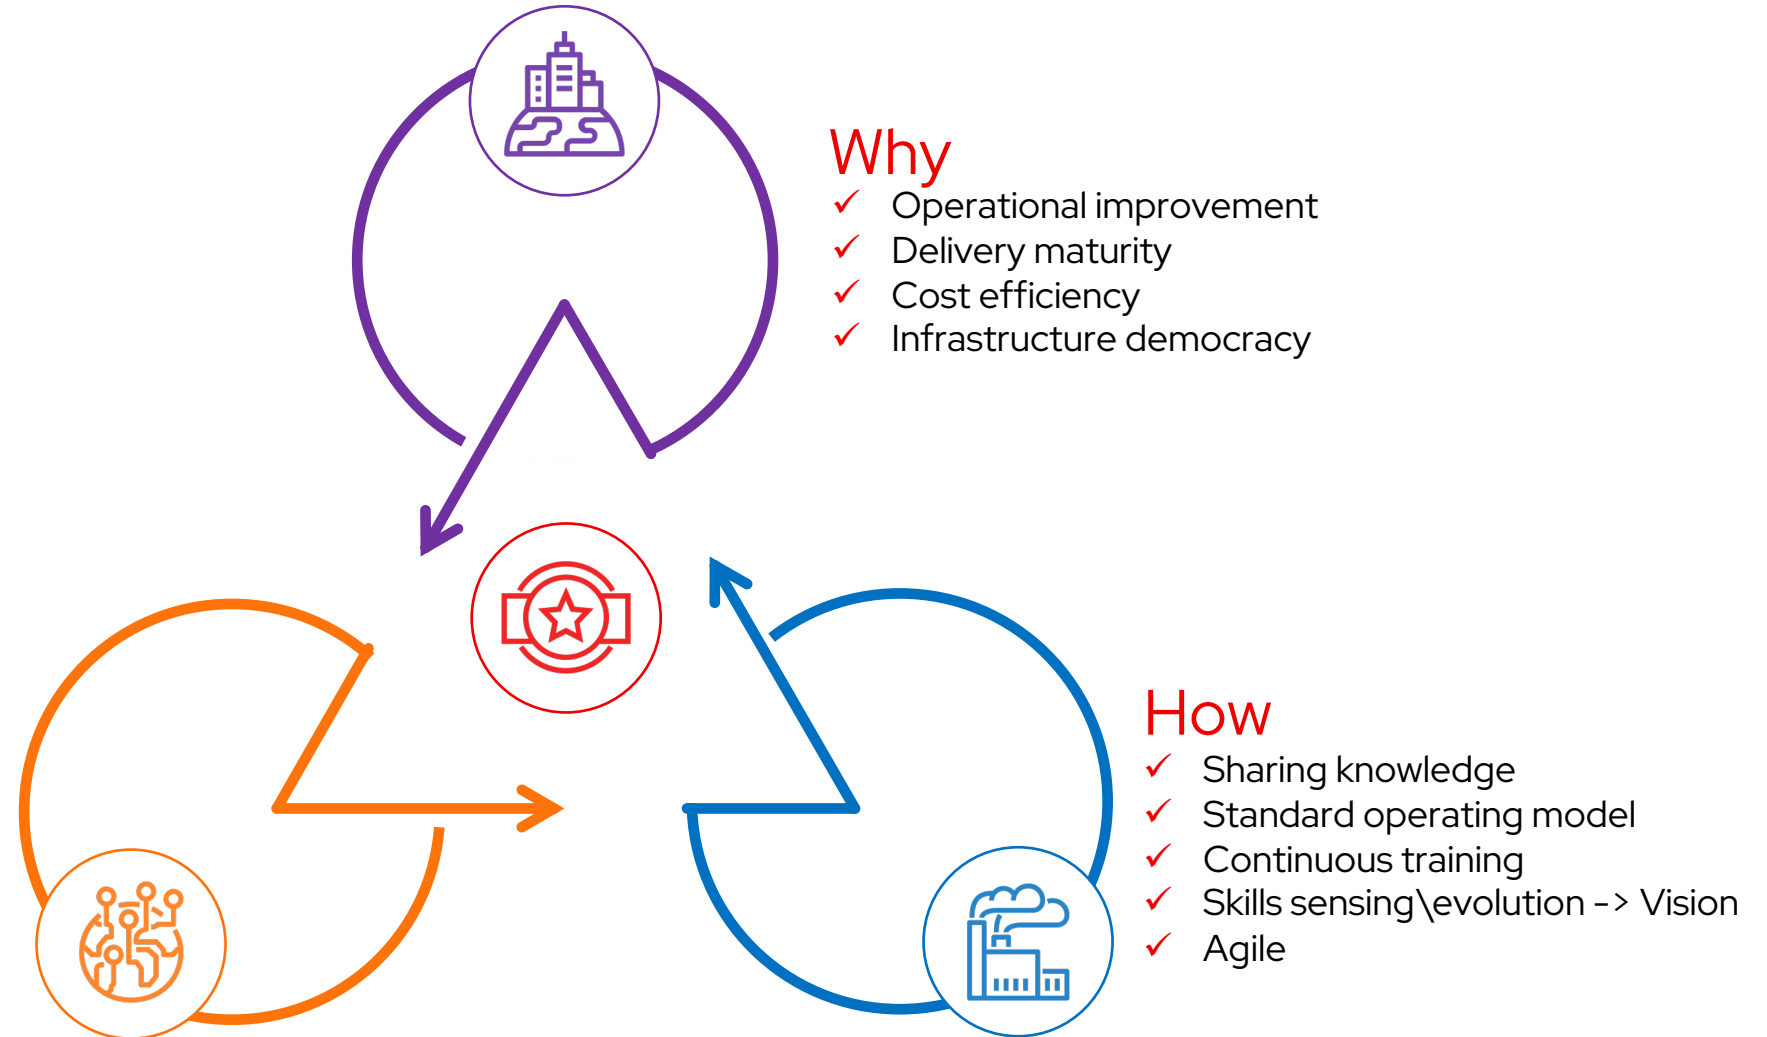 Why
✓ Operational improvement
✓ Delivery maturity
✓ Cost efficiency
✓ Infrastructure democracy
How
✓ Sharing knowledge
✓ Standard operating model
✓ Continuous training
✓ Skills sensing\evolution -> Vision
✓ Agile